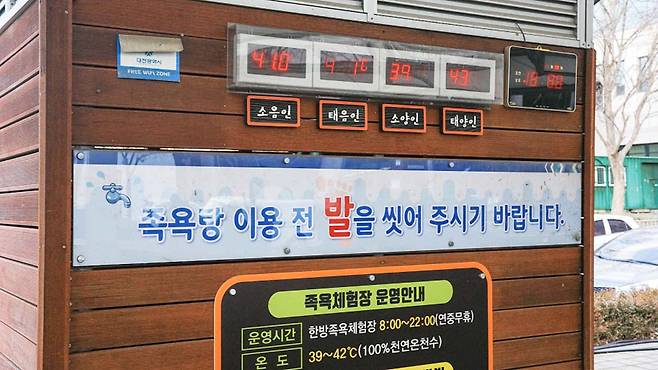 대전광역시
FREE WIFI ZONE
41.0 41℃ 39 43
소음인 태음인 소양인 태양인
족욕탕 이용 전 발을 씻어 주시기 바랍니다.
족욕체험장 운영안내
운영시간 한방족욕체험장 8:00~22:00(연중무휴)
온도 39~42℃(100%천연온천수)